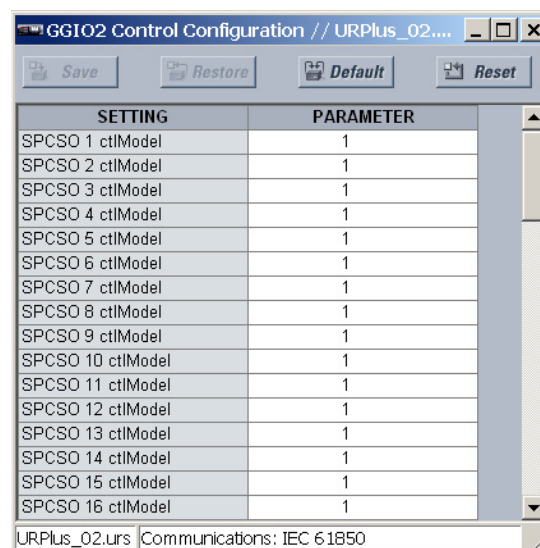 GGIO2 Control Configuration // URPlus_02....
Save Restore Default Reset
SETTING PARAMETER
SPCSO 1 ctlModel 1
SPCSO 2 ctlModel 1
SPCSO 3 ctlModel 1
SPCSO 4 ctlModel 1
SPCSO 5 ctlModel 1
SPCSO 6 ctlModel 1
SPCSO 7 ctlModel 1
SPCSO 8 ctlModel 1
SPCSO 9 ctlModel 1
SPCSO 10 ctlModel 1
SPCSO 11 ctlModel 1
SPCSO 12 ctlModel 1
SPCSO 13 ctlModel 1
SPCSO 14 ctlModel 1
SPCSO 15 ctlModel 1
SPCSO 16 ctlModel 1
URPlus_02.urs Communications: IEC 61850